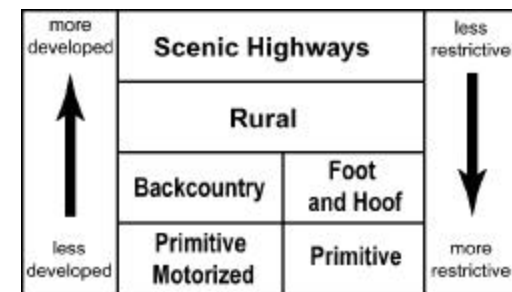 more
developed
Scenic Highways
less
restrictive
Rural
Backcountry
Foot
and Hoof
less
developed
Primitive
Motorized
Primitive
more
restrictive